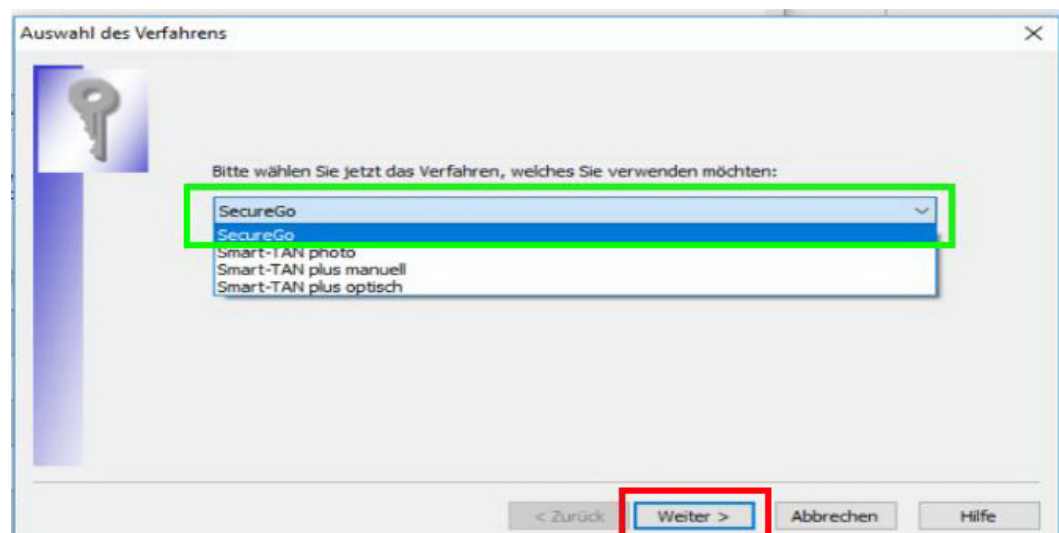 Auswahl des Verfahrens
Bitte wählen Sie jetzt das Verfahren, welches Sie verwenden möchten:
SecureGo
SecureGo
Smart-TAN photo
Smart-TAN plus manuell
Smart-TAN plus optisch
< Zurück Weiter > Abbrechen Hilfe